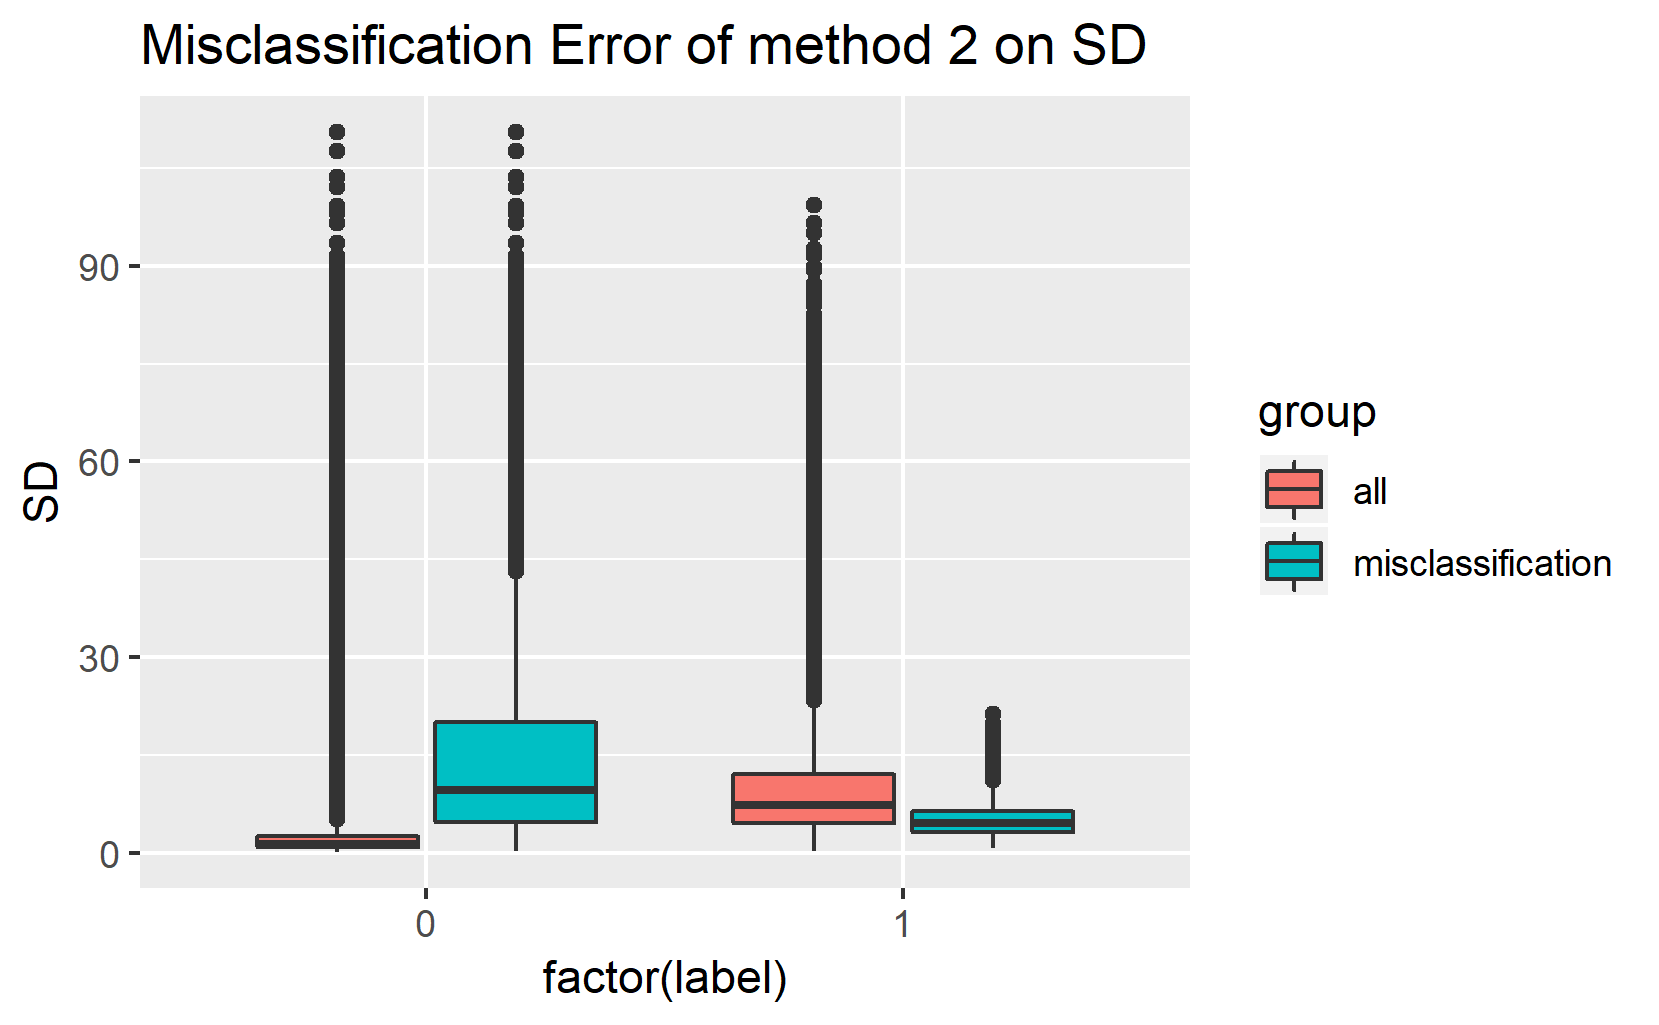 Misclassification Error of method 2 on SD
90
60
30
0
SD
0 1
factor(label)
group
all
misclassification